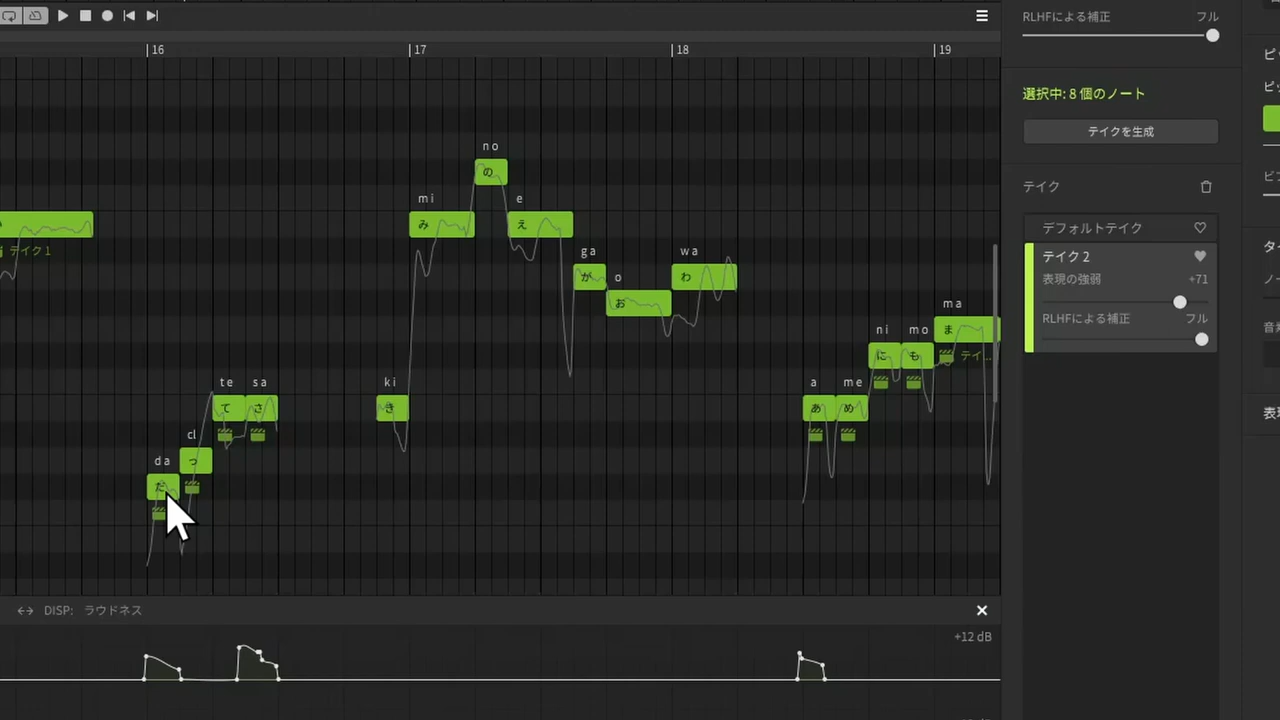 16 17 18 19
no
の
mi e
み え
テイク 1
ga wa
が わ
o
お
ma
ま
ni mo
に も テイ...
te sa ki a me
て さ き あ め
cl
っ
da
だ
DISP: ラウドネス
+12 dB
RLHFによる補正 フル
選択中: 8 個のノート
テイクを生成
テイク
デフォルトテイク
テイク 2
表現の強弱 +71
RLHFによる補正 フル